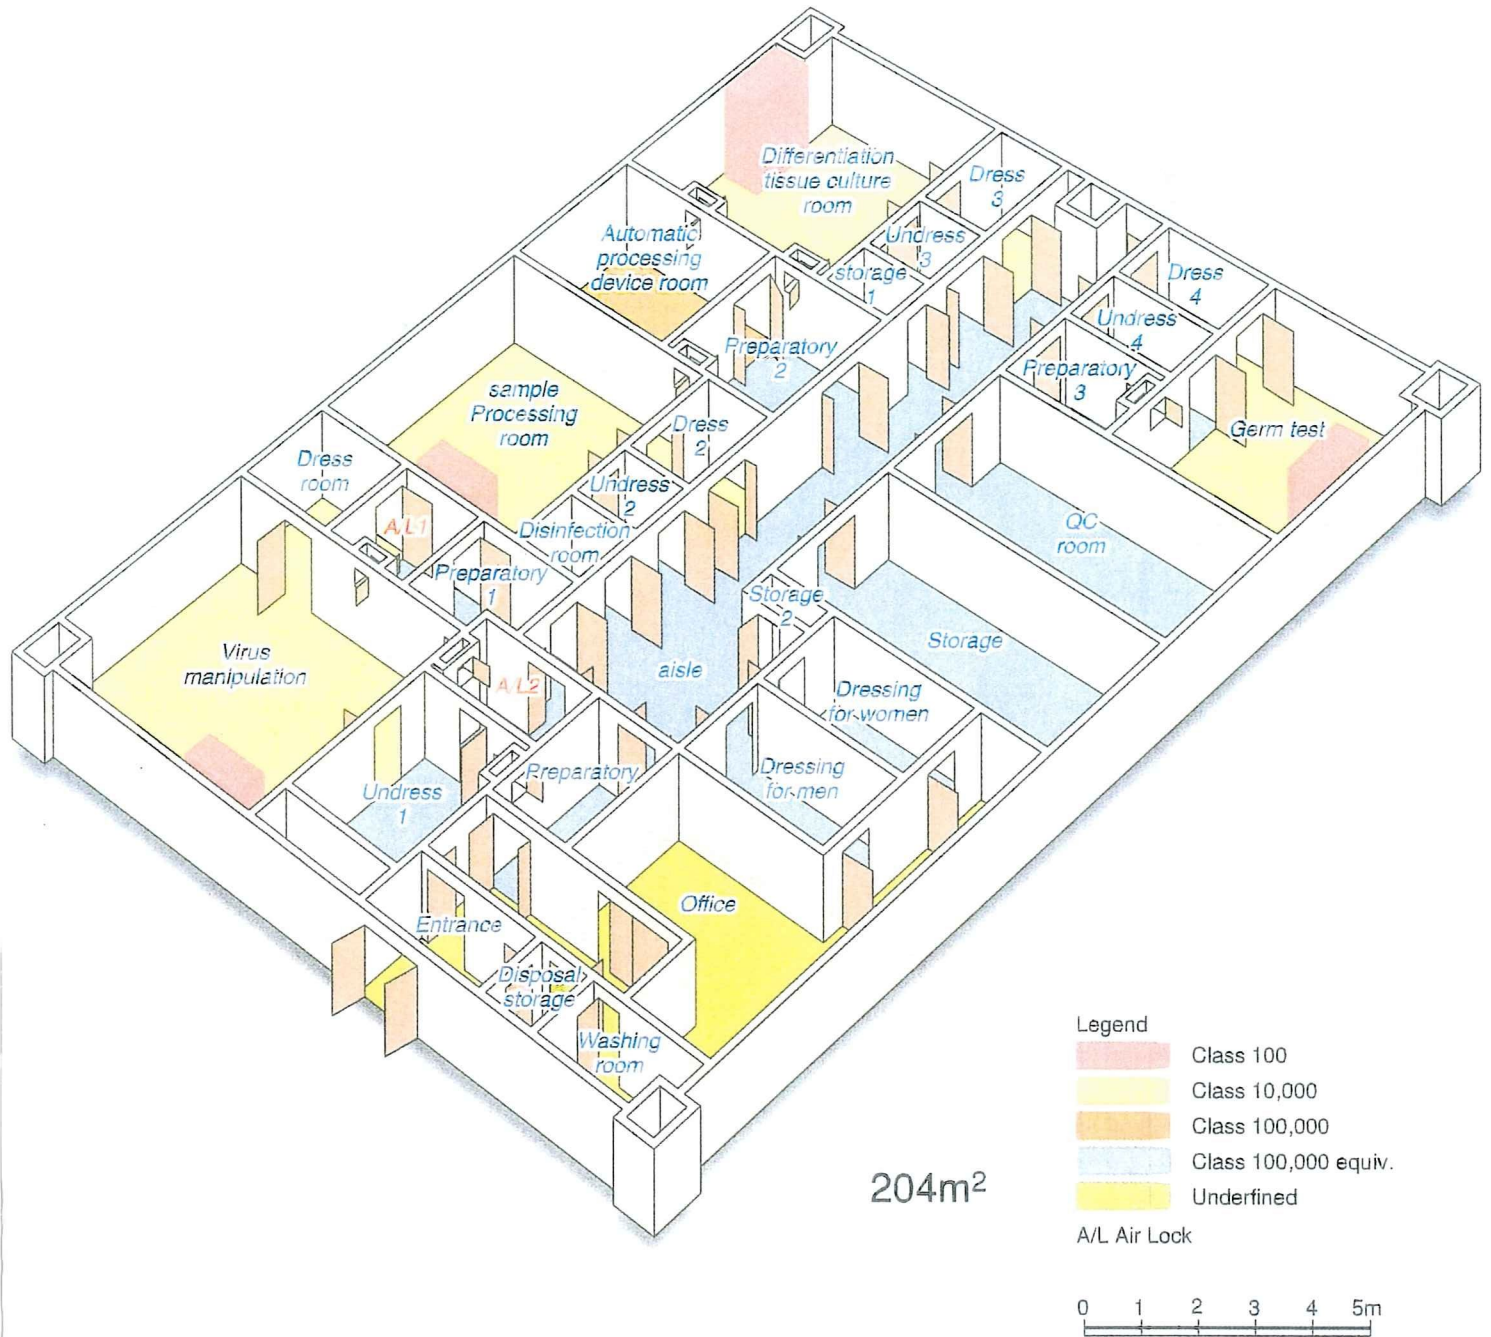 Differentiation
tissue culture
room
Dress
3
Undress
3
storage
1
Automatic
processing
device room
Preparatory
2
Dress
4
Undress
4
Preparatory
3
Germ test
sample
Processing
room
Dress
2
Undress
2
Disinfection
room
Dress
room
A/L1
Preparatory
1
QC
room
Storage
2
Storage
Virus
manipulation
A/L2
aisle
Dressing
for women
Undress
1
Preparatory
Dressing
for men
Office
Entrance
Disposal
storage
Washing
room
204m²
Legend
Class 100
Class 10,000
Class 100,000
Class 100,000 equiv.
Underfined
A/L Air Lock
0 1 2 3 4 5m